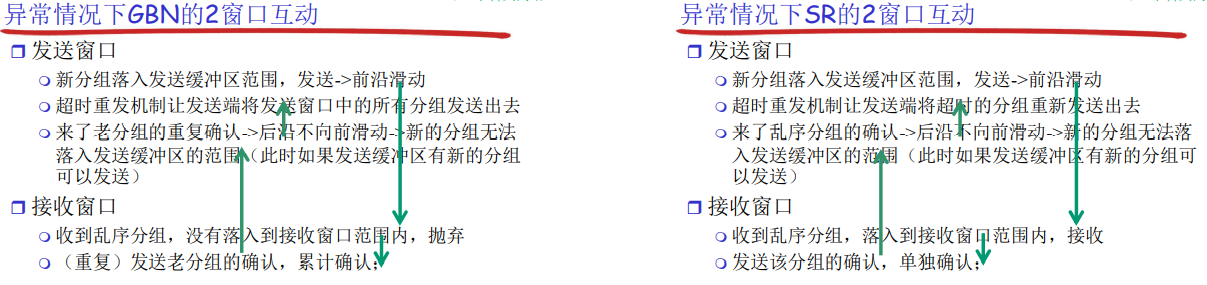 异常情况下GBN的2窗口互动
发送窗口
新分组落入发送缓冲区范围，发送->前沿滑动
超时重发机制让发送端将发送窗口中的所有分组发送出去
来了老分组的重复确认->后沿不向前滑动->新的分组无法
落入发送缓冲区的范围（此时如果发送缓冲区有新的分组
可以发送）
接收窗口
收到乱序分组，没有落入到接收窗口范围内，抛弃
（重复）发送老分组的确认，累计确认；
异常情况下SR的2窗口互动
发送窗口
新分组落入发送缓冲区范围，发送->前沿滑动
超时重发机制让发送端将超时的分组重新发送出去
来了乱序分组的确认->后沿不向前滑动->新的分组无法落
入发送缓冲区的范围（此时如果发送缓冲区有新的分组可
以发送）
接收窗口
收到乱序分组，落入到接收窗口范围内，接收
发送该分组的确认，单独确认；